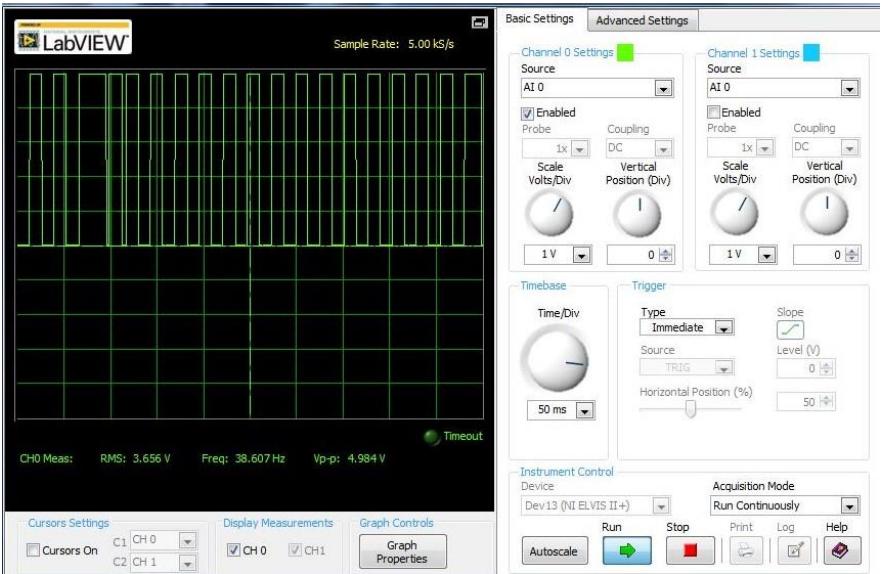 LabVIEW
Sample Rate: 5.00 kS/s
Timeout
CH0 Meas: RMS: 3.656 V Freq: 38.607 Hz Vp-p: 4.984 V
Cursors Settings
Cursors On
C1 CH 0
C2 CH 1
Display Measurements
CH 0 CH1
Graph Controls
Graph
Properties
Basic Settings Advanced Settings
Channel 0 Settings
Source
AI 0
Enabled
Probe Coupling
1x DC
Scale Vertical
Volts/Div Position (Div)
1 V 0
Channel 1 Settings
Source
AI 0
Enabled
Probe Coupling
1x DC
Scale Vertical
Volts/Div Position (Div)
1 V 0
Timebase
Time/Div
50 ms
Trigger
Type Slope
Immediate
Source Level (V)
TRIG 0
Horizontal Position (%)
50
Instrument Control
Device Acquisition Mode
Dev13 (NI ELVIS II+) Run Continuously
Run Stop Print Log Help
Autoscale